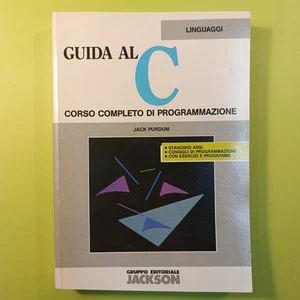 LINGUAGGI
GUIDA AL C
CORSO COMPLETO DI PROGRAMMAZIONE
JACK PURDUM
STANDARD ANSI
CONSIGLI DI PROGRAMMAZIONE
CON ESERCIZI E PROGRAMMI
GRUPPO EDITORIALE
JACKSON